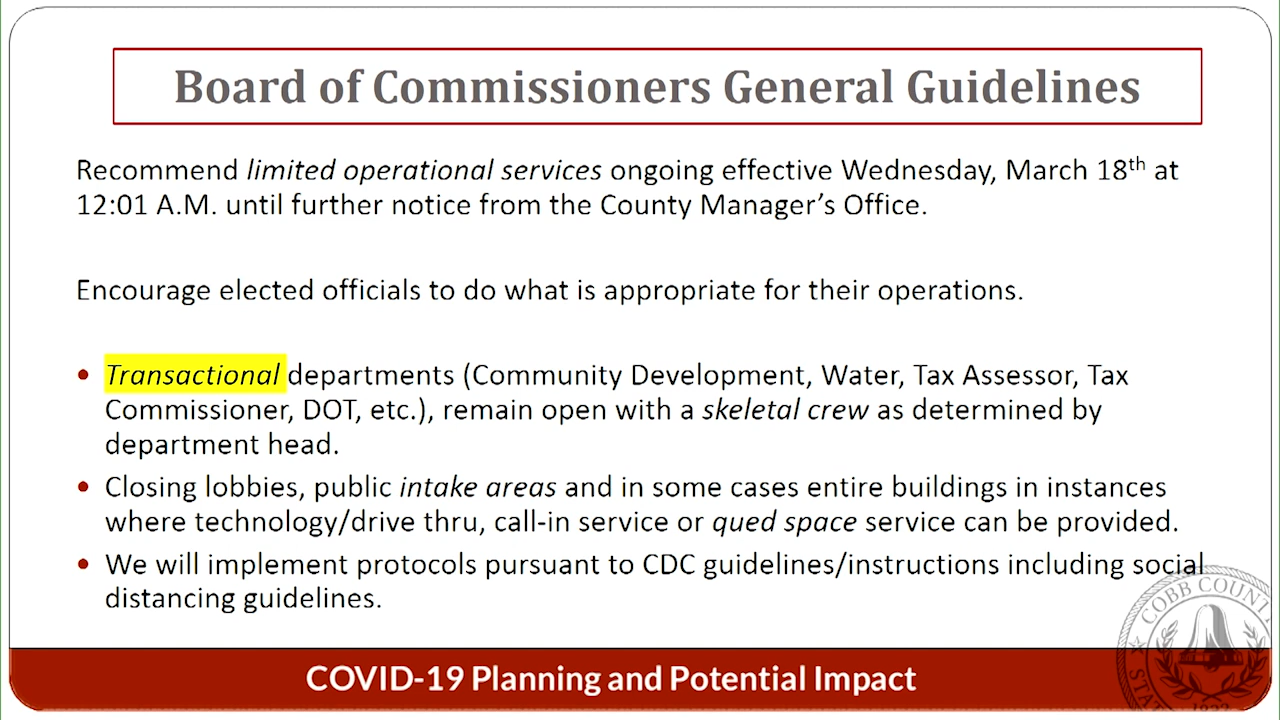 Board of Commissioners General Guidelines
Recommend limited operational services ongoing effective Wednesday, March 18th at
12:01 A.M. until further notice from the County Manager’s Office.
Encourage elected officials to do what is appropriate for their operations.
• Transactional departments (Community Development, Water, Tax Assessor, Tax
Commissioner, DOT, etc.), remain open with a skeletal crew as determined by
department head.
• Closing lobbies, public intake areas and in some cases entire buildings in instances
where technology/drive thru, call-in service or qued space service can be provided.
• We will implement protocols pursuant to CDC guidelines/instructions including social
distancing guidelines.
COVID-19 Planning and Potential Impact
COBB COUNT
STAT